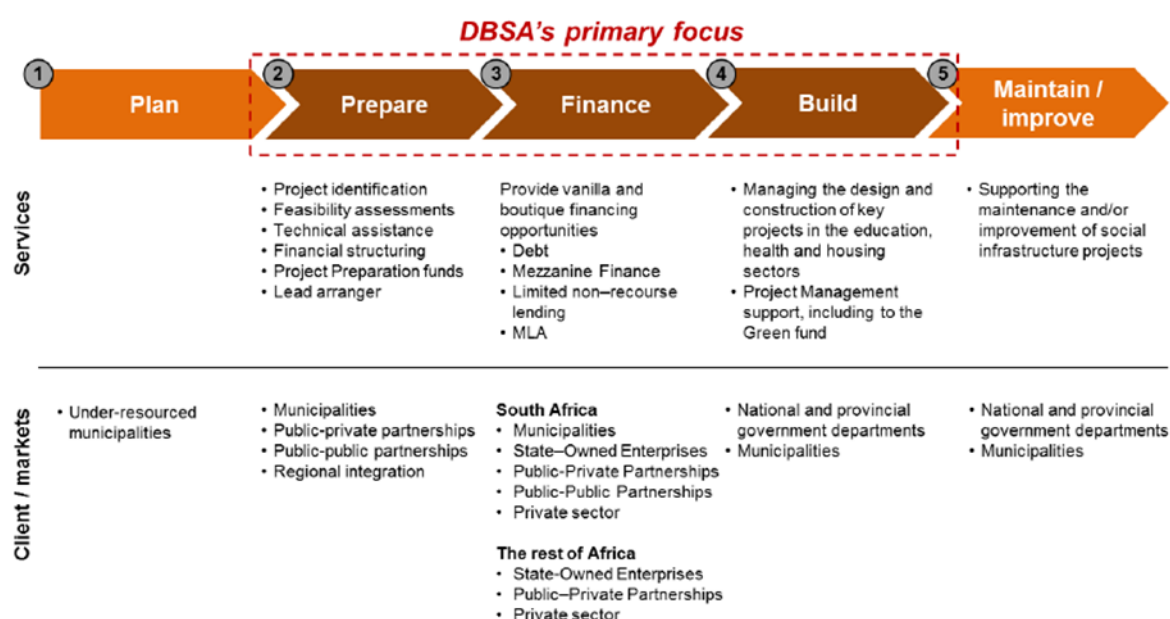 DBSA's primary focus
1
Plan
2
Prepare
3
Finance
4
Build
5
Maintain /
improve
Services
• Project identification
• Feasibility assessments
• Technical assistance
• Financial structuring
• Project Preparation funds
• Lead arranger
Provide vanilla and
boutique financing
opportunities
• Debt
• Mezzanine Finance
• Limited non–recourse
lending
• MLA
• Managing the design and
construction of key
projects in the education,
health and housing
sectors
• Project Management
support, including to the
Green fund
• Supporting the
maintenance and/or
improvement of social
infrastructure projects
Client / markets
• Under-resourced
municipalities
• Municipalities
• Public-private partnerships
• Public-public partnerships
• Regional integration
South Africa
• Municipalities
• State–Owned Enterprises
• Public-Private Partnerships
• Public-Public Partnerships
• Private sector
The rest of Africa
• State-Owned Enterprises
• Public–Private Partnerships
• Private sector
• National and provincial
government departments
• Municipalities
• National and provincial
government departments
• Municipalities